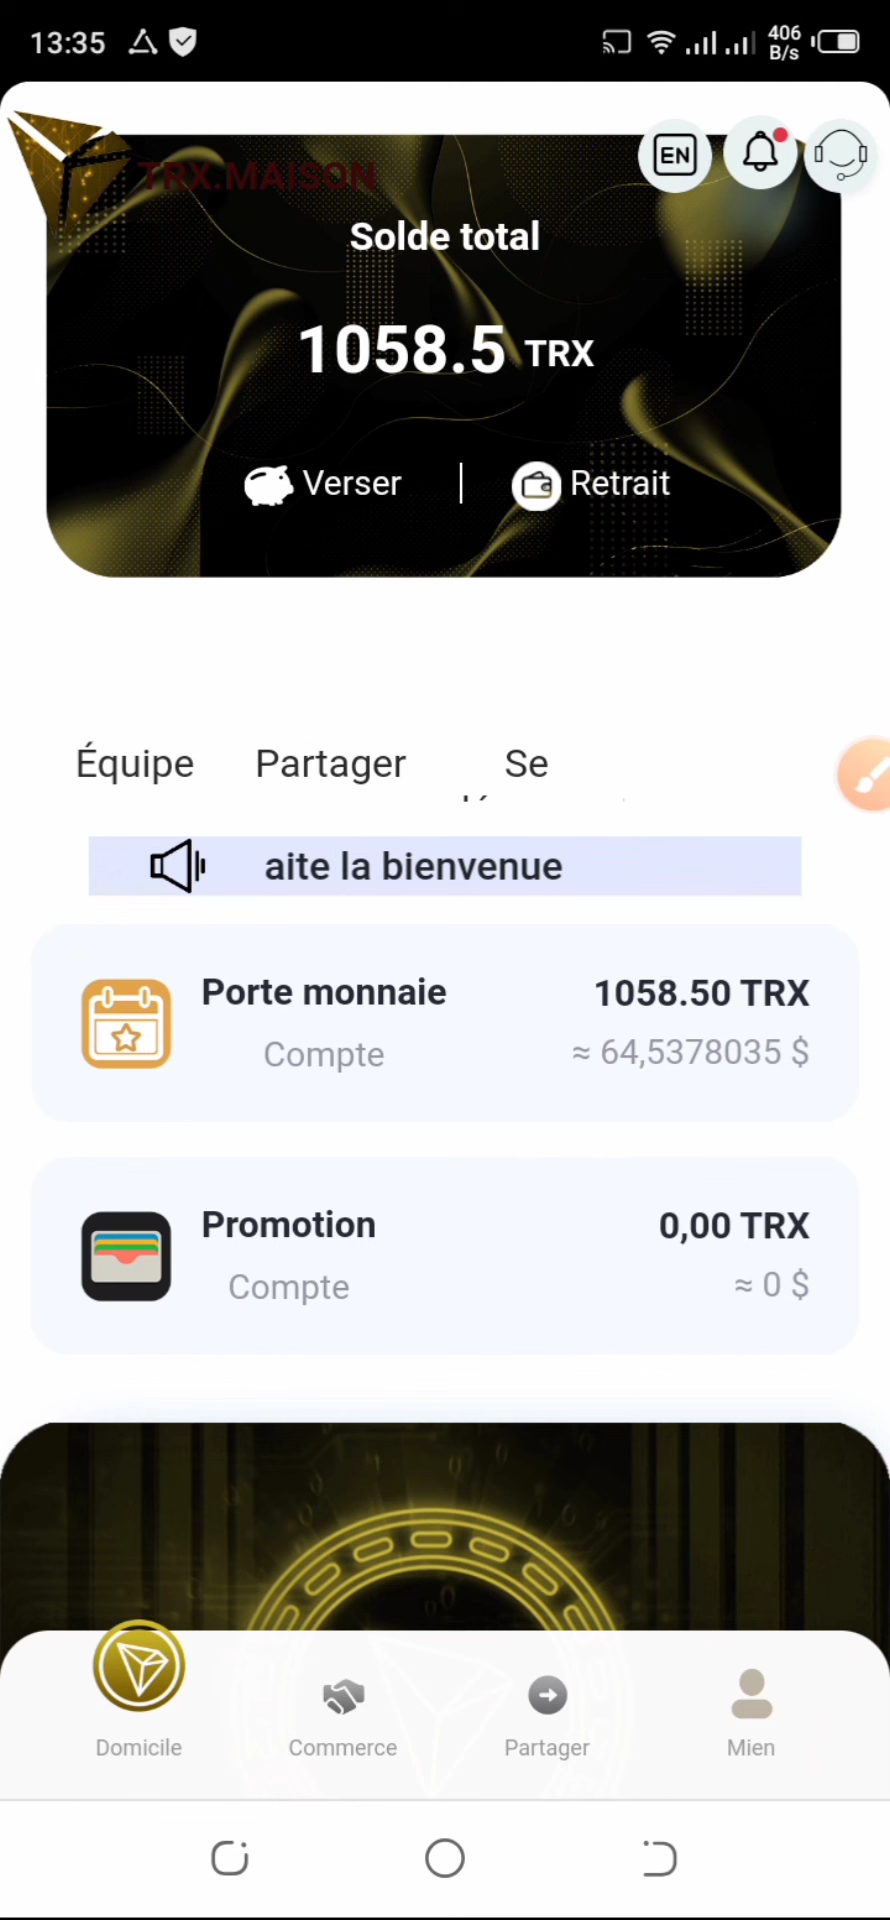 13:35
406
B/s
TRX.MAISON
EN
Solde total
1058.5 TRX
Verser | Retrait
Équipe Partager Se
aite la bienvenue
Porte monnaie 1058.50 TRX
Compte ≈ 64,5378035 $
Promotion 0,00 TRX
Compte ≈ 0 $
Domicile Commerce Partager Mien